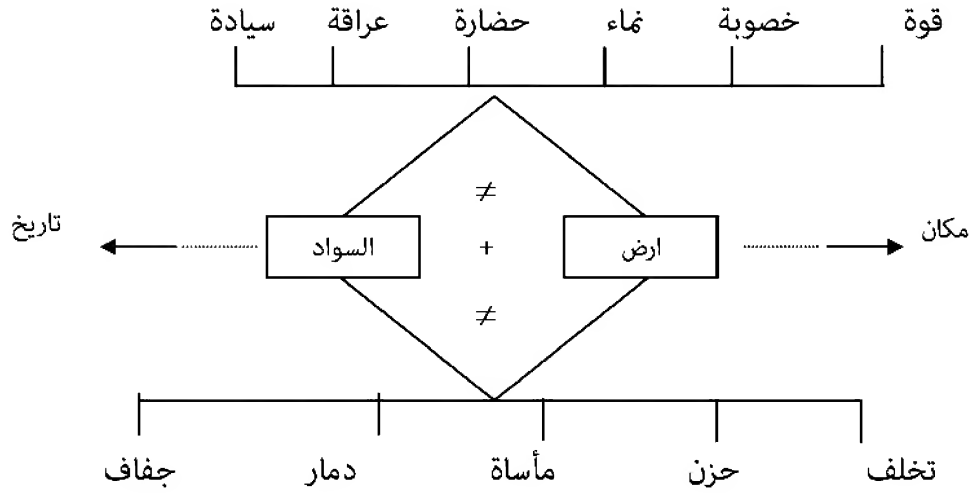 قوة خصوبة نماء حضارة عراقة سيادة
≠
مكان ارض + السواد تاريخ
≠
تخلف حزن مأساة دمار جفاف